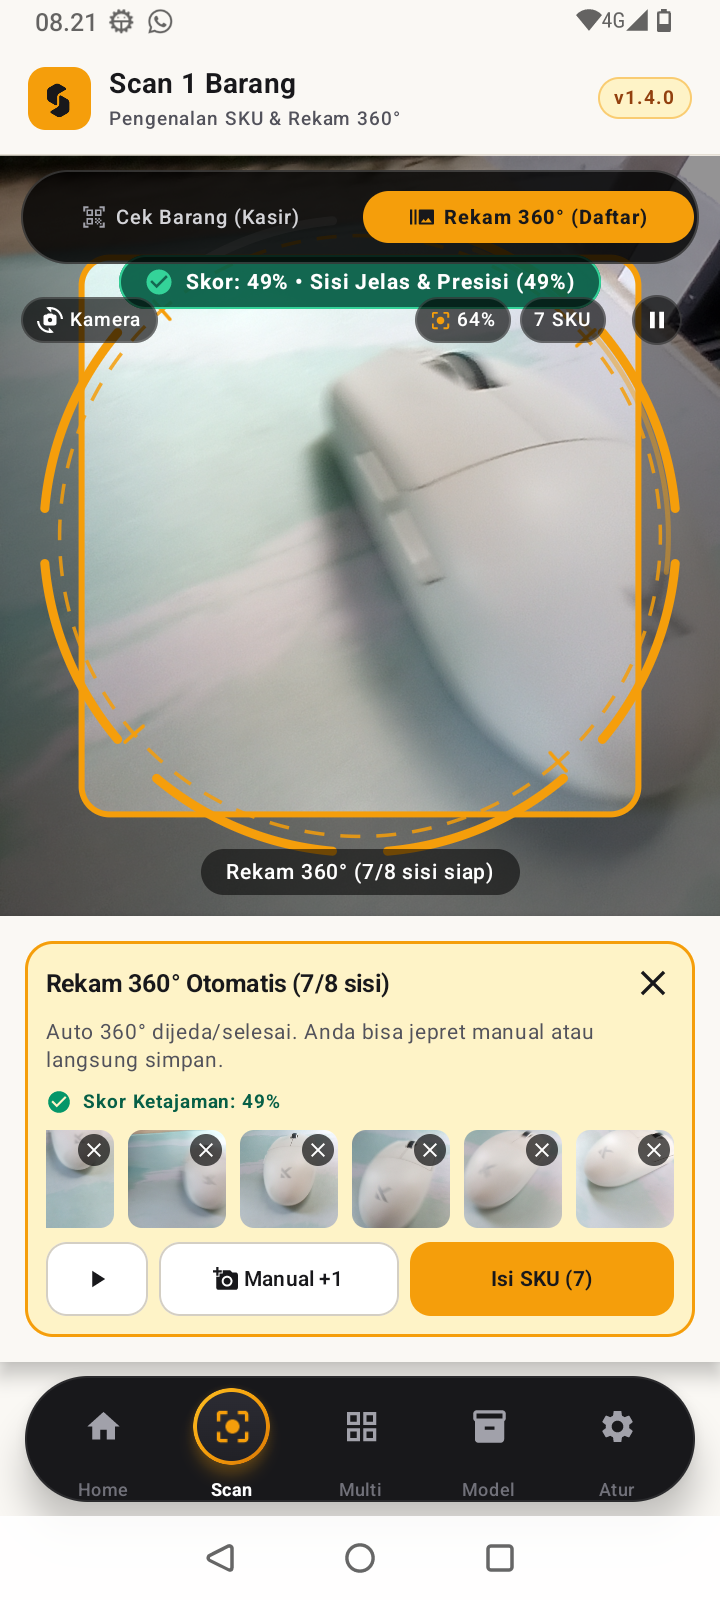 08.21
4G
Scan 1 Barang
Pengenalan SKU & Rekam 360°
v1.4.0
Cek Barang (Kasir)
Rekam 360° (Daftar)
Skor: 49% • Sisi Jelas & Presisi (49%)
Kamera
64%
7 SKU
Rekam 360° (7/8 sisi siap)
Rekam 360° Otomatis (7/8 sisi)
Auto 360° dijeda/selesai. Anda bisa jepret manual atau
langsung simpan.
Skor Ketajaman: 49%
Manual +1
Isi SKU (7)
Home
Scan
Multi
Model
Atur